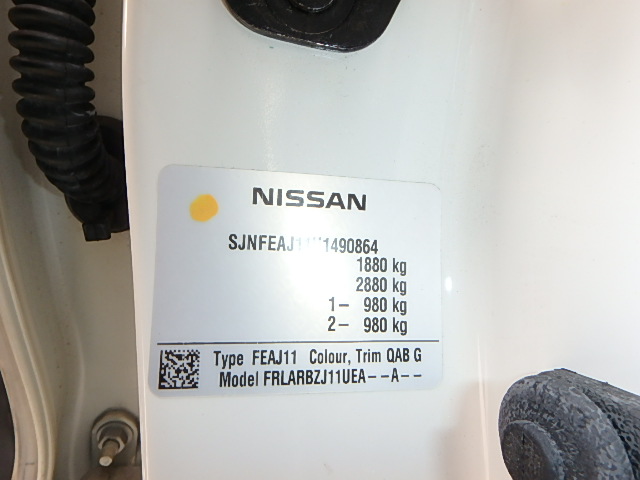 NISSAN
1880 kg
2880 kg
1- 980 kg
2- 980 kg
Type FEAJ11 Colour, Trim QAB G
Model FRLARBZJ11UEA--A--